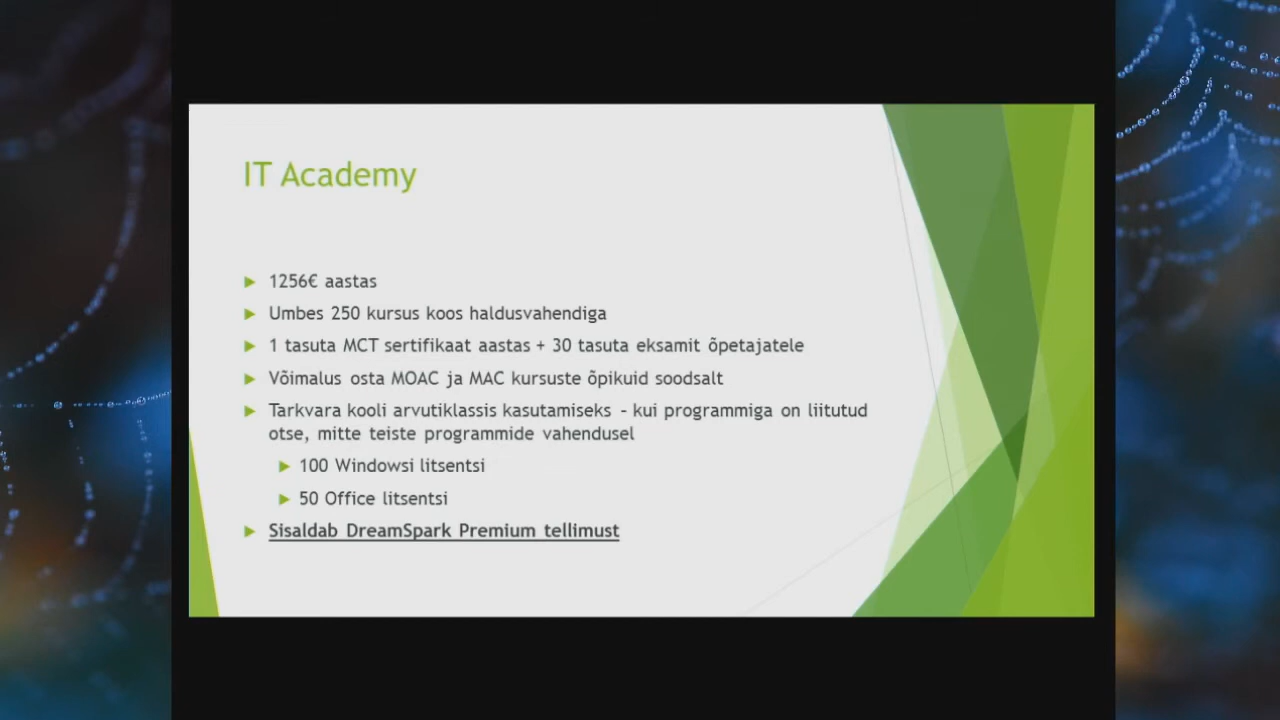 IT Academy
1256€ aastas
Umbes 250 kursus koos haldusvahendiga
1 tasuta MCT sertifikaat aastas + 30 tasuta eksamit õpetajatele
Võimalus osta MOAC ja MAC kursuste õpikuid soodsalt
Tarkvara kooli arvutiklassis kasutamiseks - kui programmiga on liitutud
otse, mitte teiste programmide vahendusel
100 Windowsi litsentsi
50 Office litsentsi
Sisaldab DreamSpark Premium tellimust